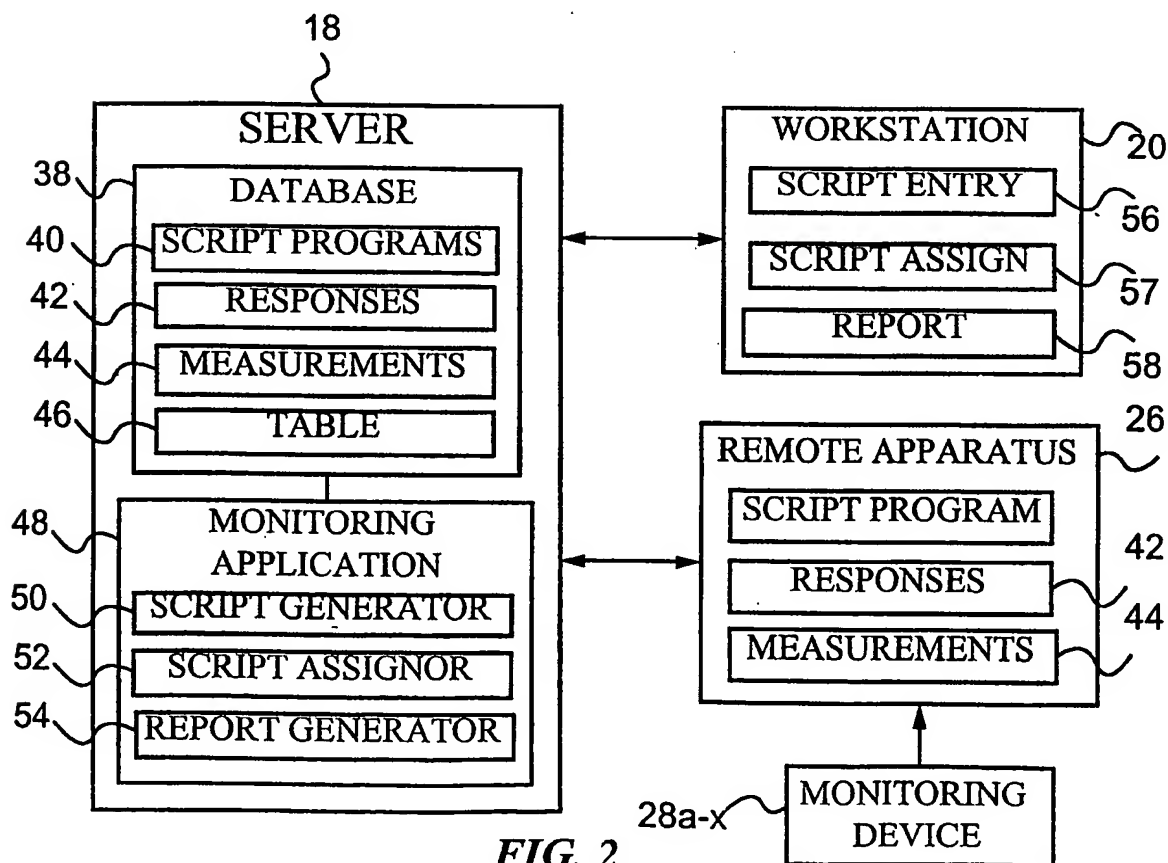 18
SERVER
38
DATABASE
40
SCRIPT PROGRAMS
42
RESPONSES
44
MEASUREMENTS
46
TABLE
48
MONITORING
APPLICATION
50
SCRIPT GENERATOR
52
SCRIPT ASSIGNOR
54
REPORT GENERATOR
WORKSTATION
20
SCRIPT ENTRY
56
SCRIPT ASSIGN
57
REPORT
58
26
REMOTE APPARATUS
SCRIPT PROGRAM
42
RESPONSES
44
MEASUREMENTS
28a-x
MONITORING
DEVICE
FIG. 2